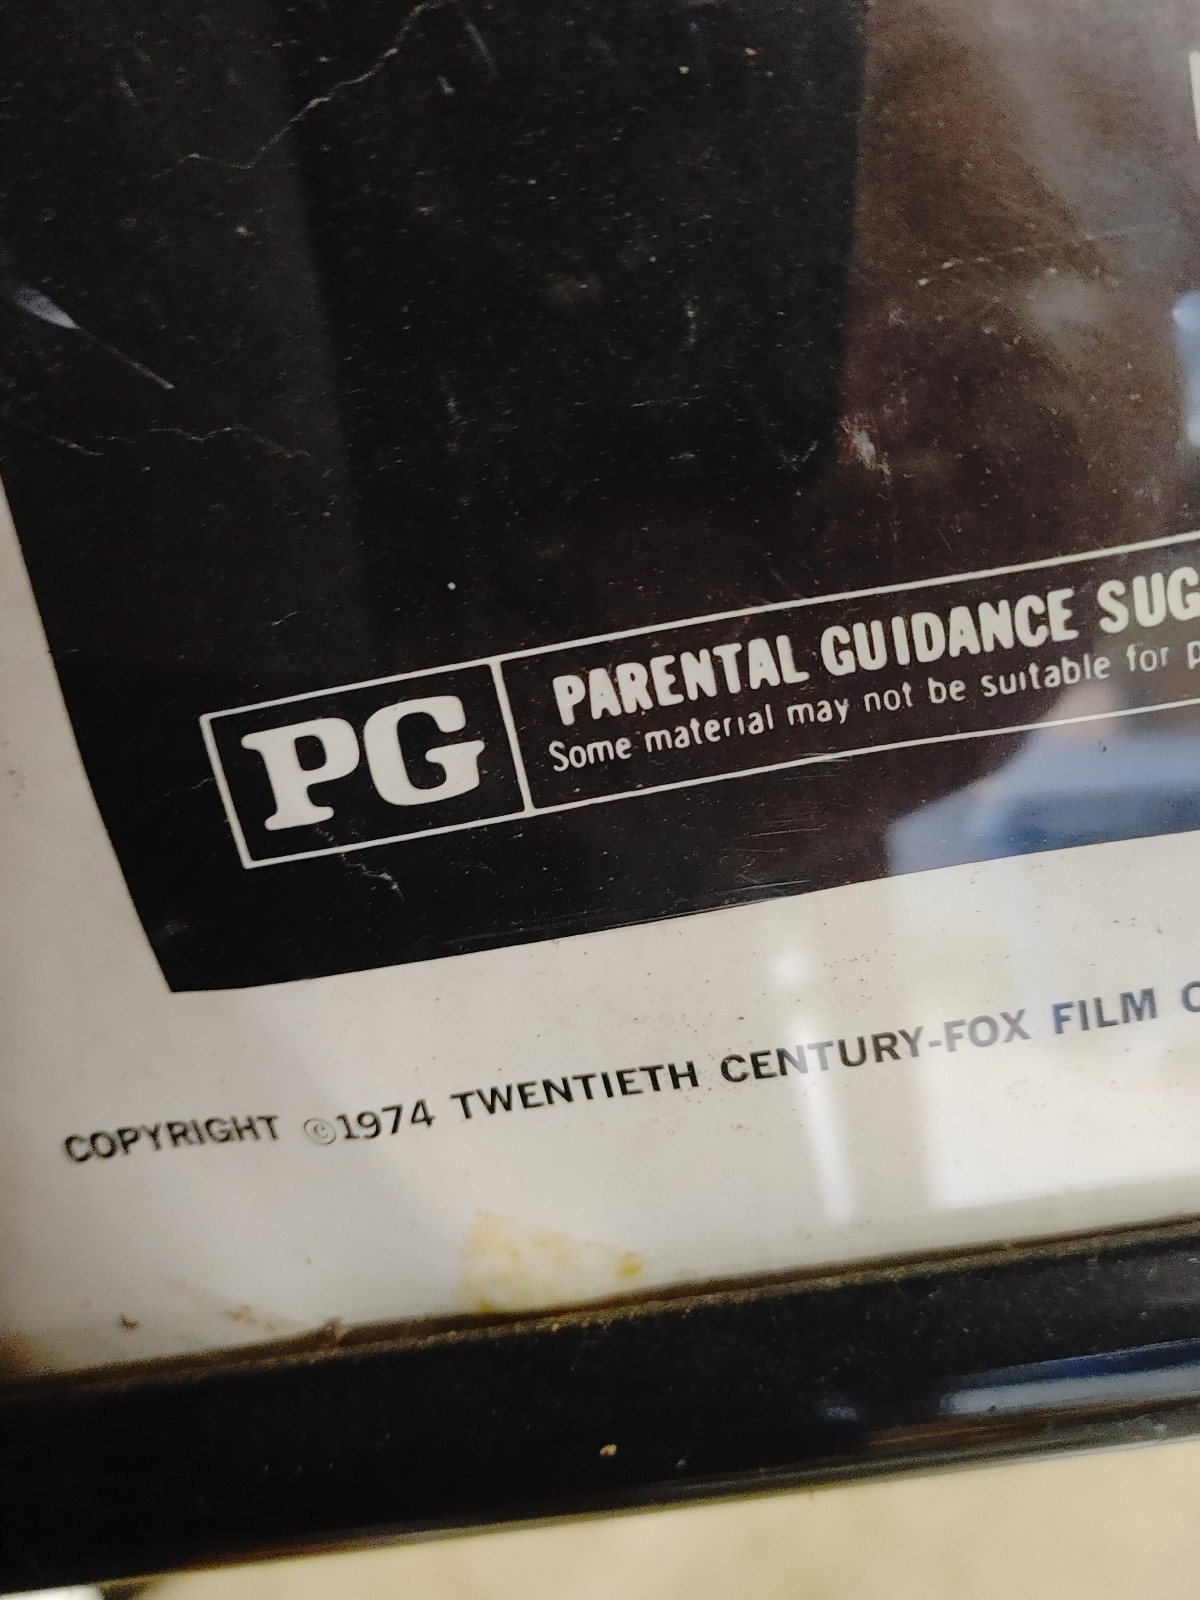 PG
PARENTAL GUIDANCE SUG
Some material may not be suitable for p
COPYRIGHT ©1974 TWENTIETH CENTURY-FOX FILM C